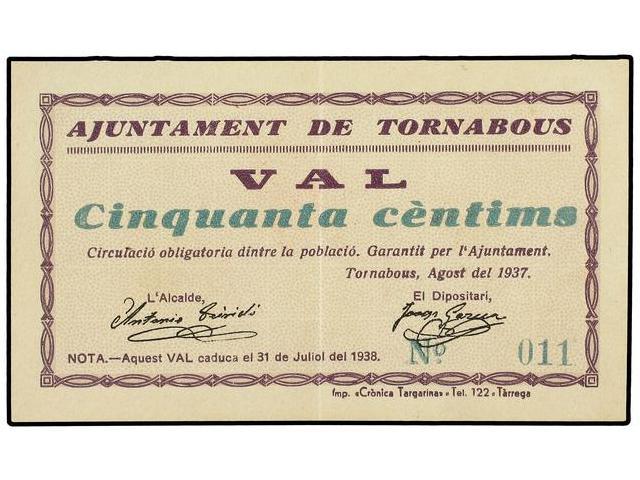 AJUNTAMENT DE TORNABOUS
VAL
Cinquanta cèntims
Circulació obligatoria dintre la població. Garantit per l'Ajuntament.
Tornabous, Agost del 1937.
L'Alcalde, El Dipositari,
Antonio
NOTA.—Aquest VAL caduca el 31 de Juliol del 1938. Nº 011
Imp. «Crònica Targarina» - Tel. 122 - Tàrrega